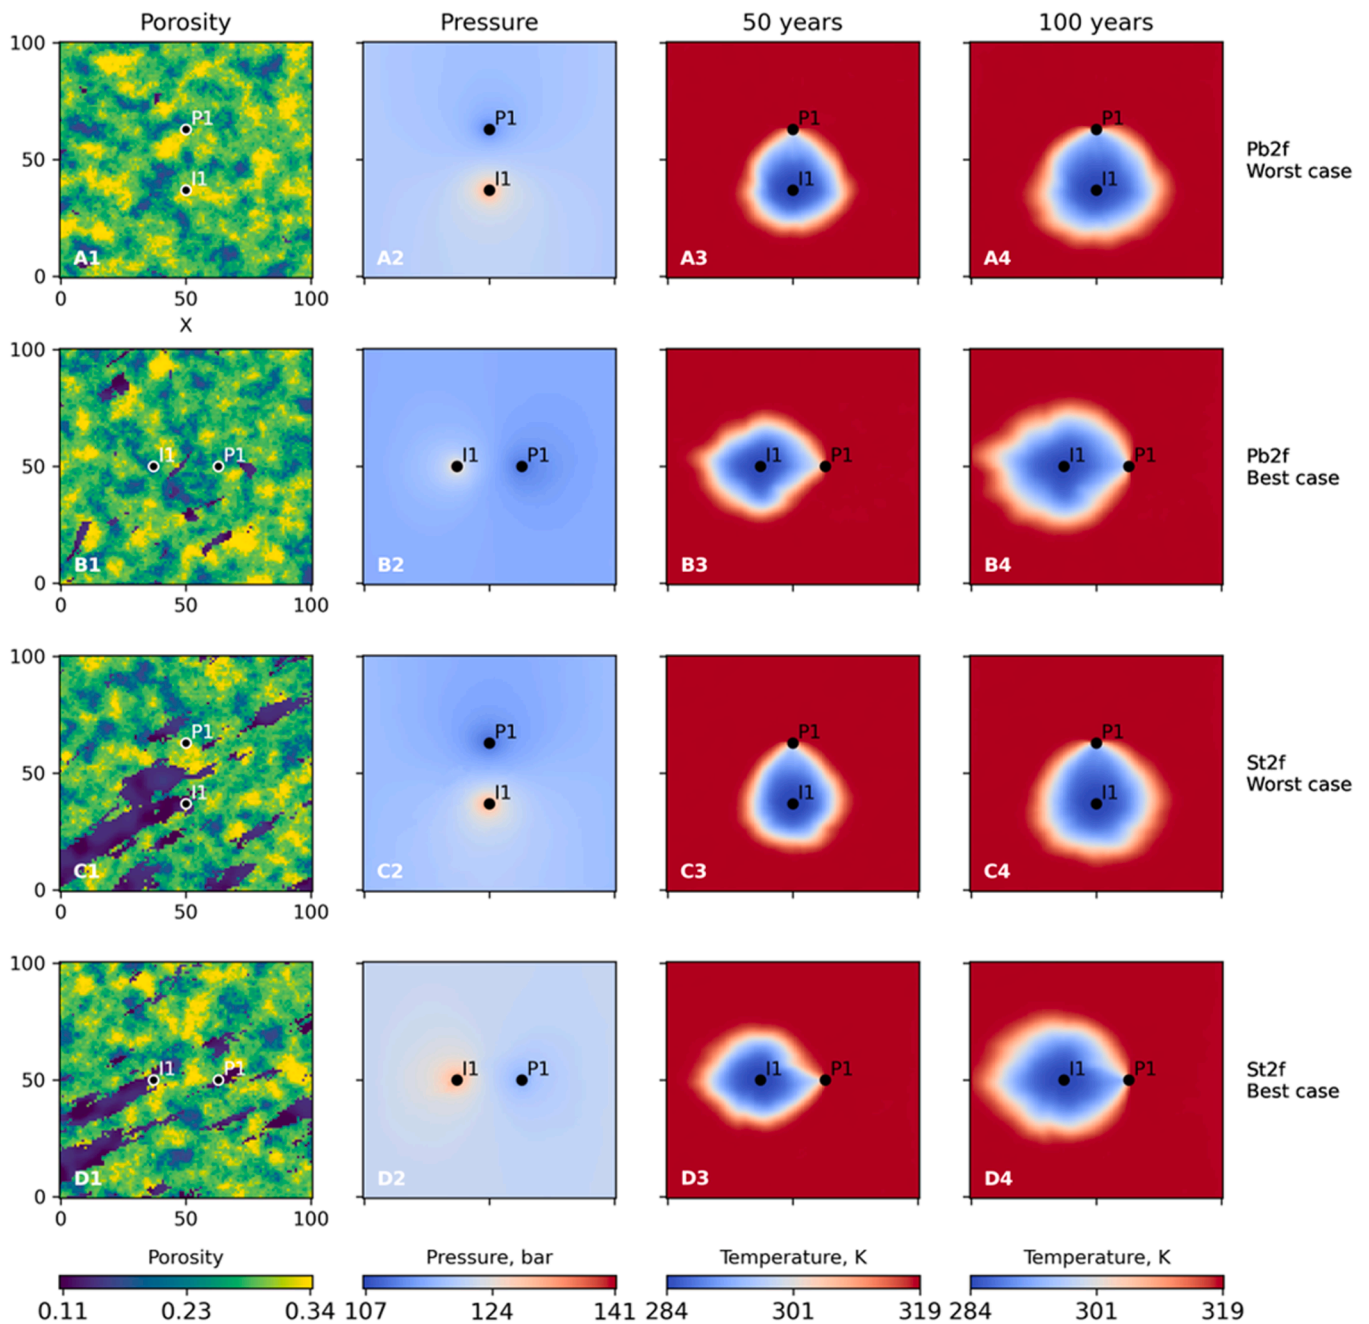 Porosity Pressure 50 years 100 years
100
P1 P1 P1 P1
50
I1 I1 I1 I1
Pb2f
Worst case
A1 A2 A3 A4
0
0 50 100
X
100
I1 P1 I1 P1 I1 P1 I1 P1
50
Pb2f
Best case
B1 B2 B3 B4
0
0 50 100
100
P1 P1 P1 P1
50
I1 I1 I1 I1
St2f
Worst case
C1 C2 C3 C4
0
0 50 100
100
I1 P1 I1 P1 I1 P1 I1 P1
50
St2f
Best case
D1 D2 D3 D4
0
0 50 100
Porosity Pressure, bar Temperature, K Temperature, K
0.11 0.23 0.34 107 124 141 284 301 319 284 301 319